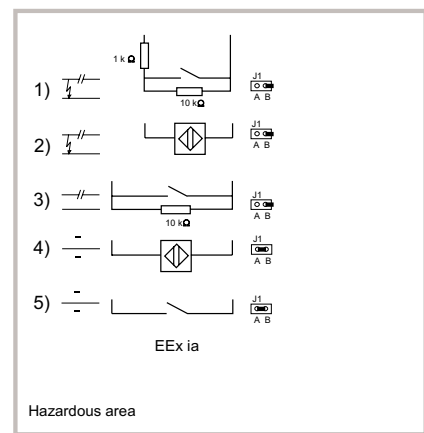 1 k Ω
1)
10 kΩ
J1
A B
2)
J1
A B
3)
10 kΩ
J1
A B
4)
J1
A B
5)
J1
A B
EEx ia
Hazardous area